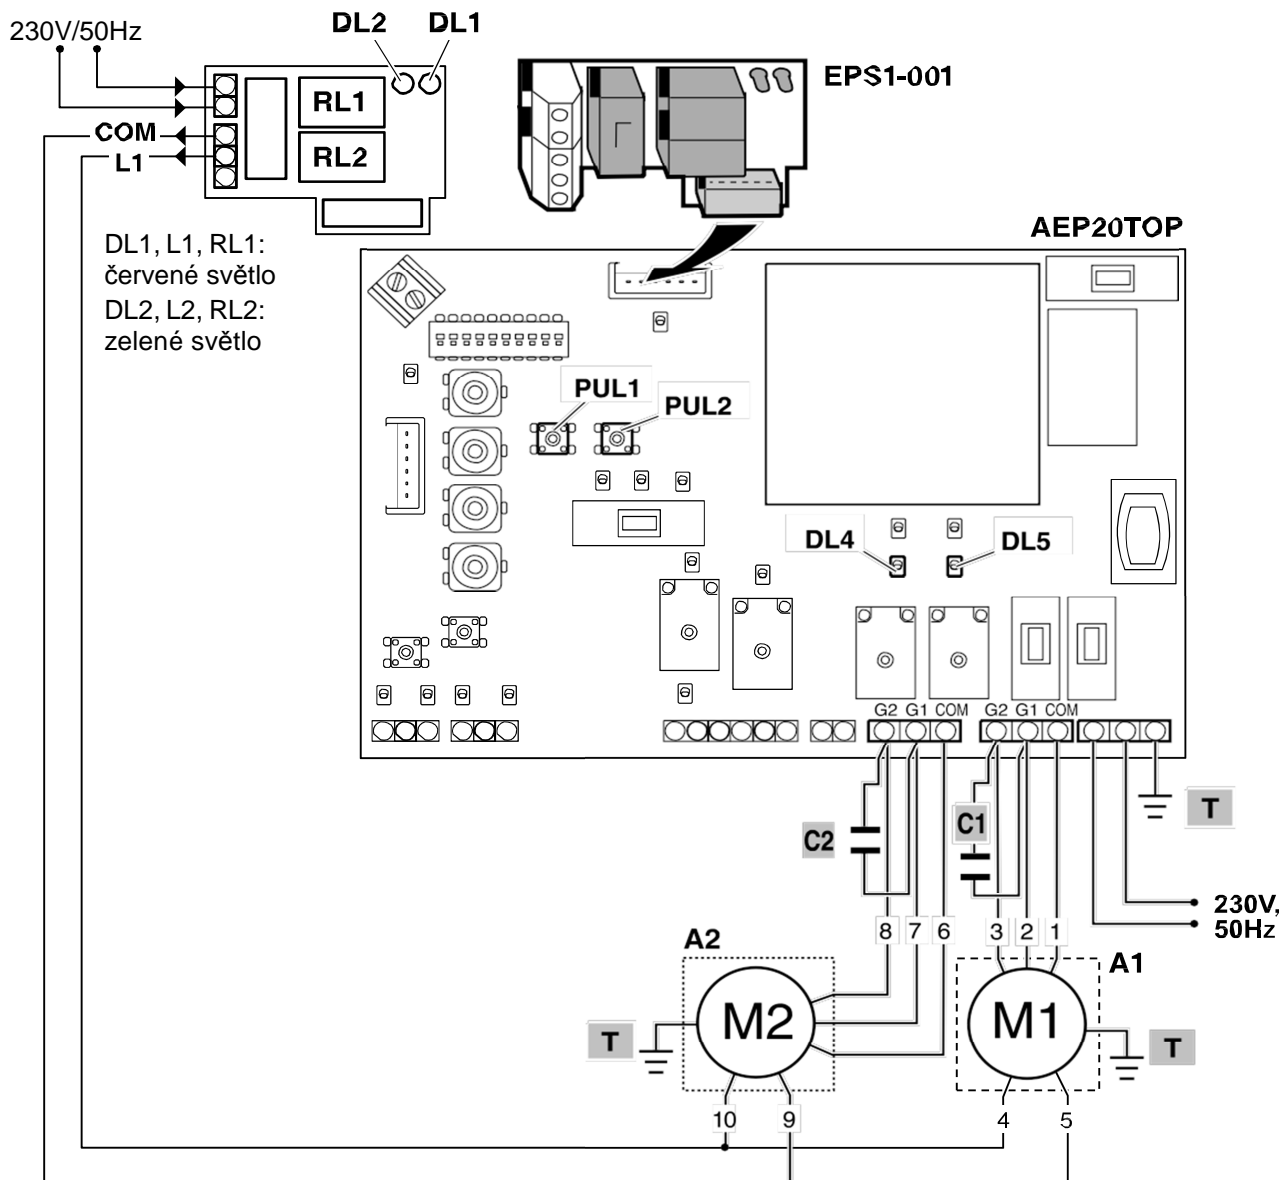 230V/50Hz
DL2 DL1
EPS1-001
RL1
COM
L1
RL2
AEP20TOP
DL1, L1, RL1:
červené světlo
DL2, L2, RL2:
zelené světlo
PUL1
PUL2
DL4
DL5
G2 G1 COM
G2 G1 COM
T
C2
C1
230V,
50Hz
8 7 6
3 2 1
A2
A1
M2
M1
T
T
10 9
4 5